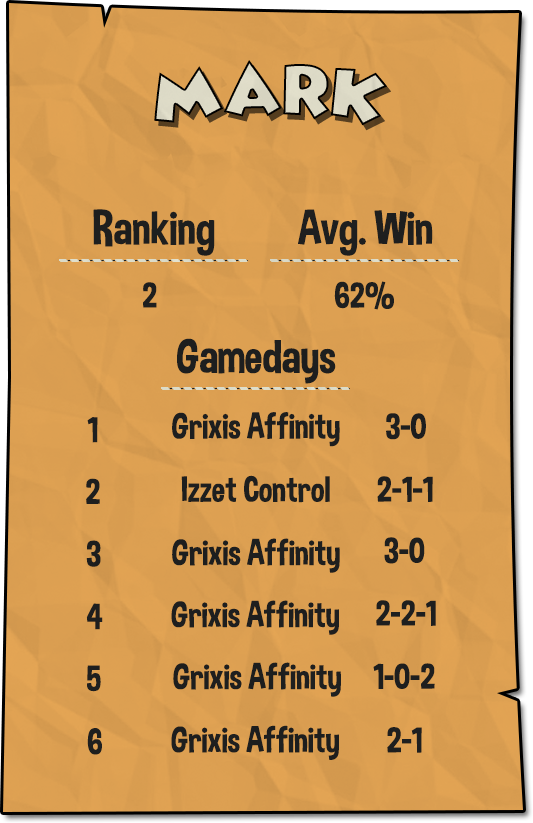 MARK
Ranking Avg. Win
2 62%
Gamedays
1 Grixis Affinity 3-0
2 Izzet Control 2-1-1
3 Grixis Affinity 3-0
4 Grixis Affinity 2-2-1
5 Grixis Affinity 1-0-2
6 Grixis Affinity 2-1